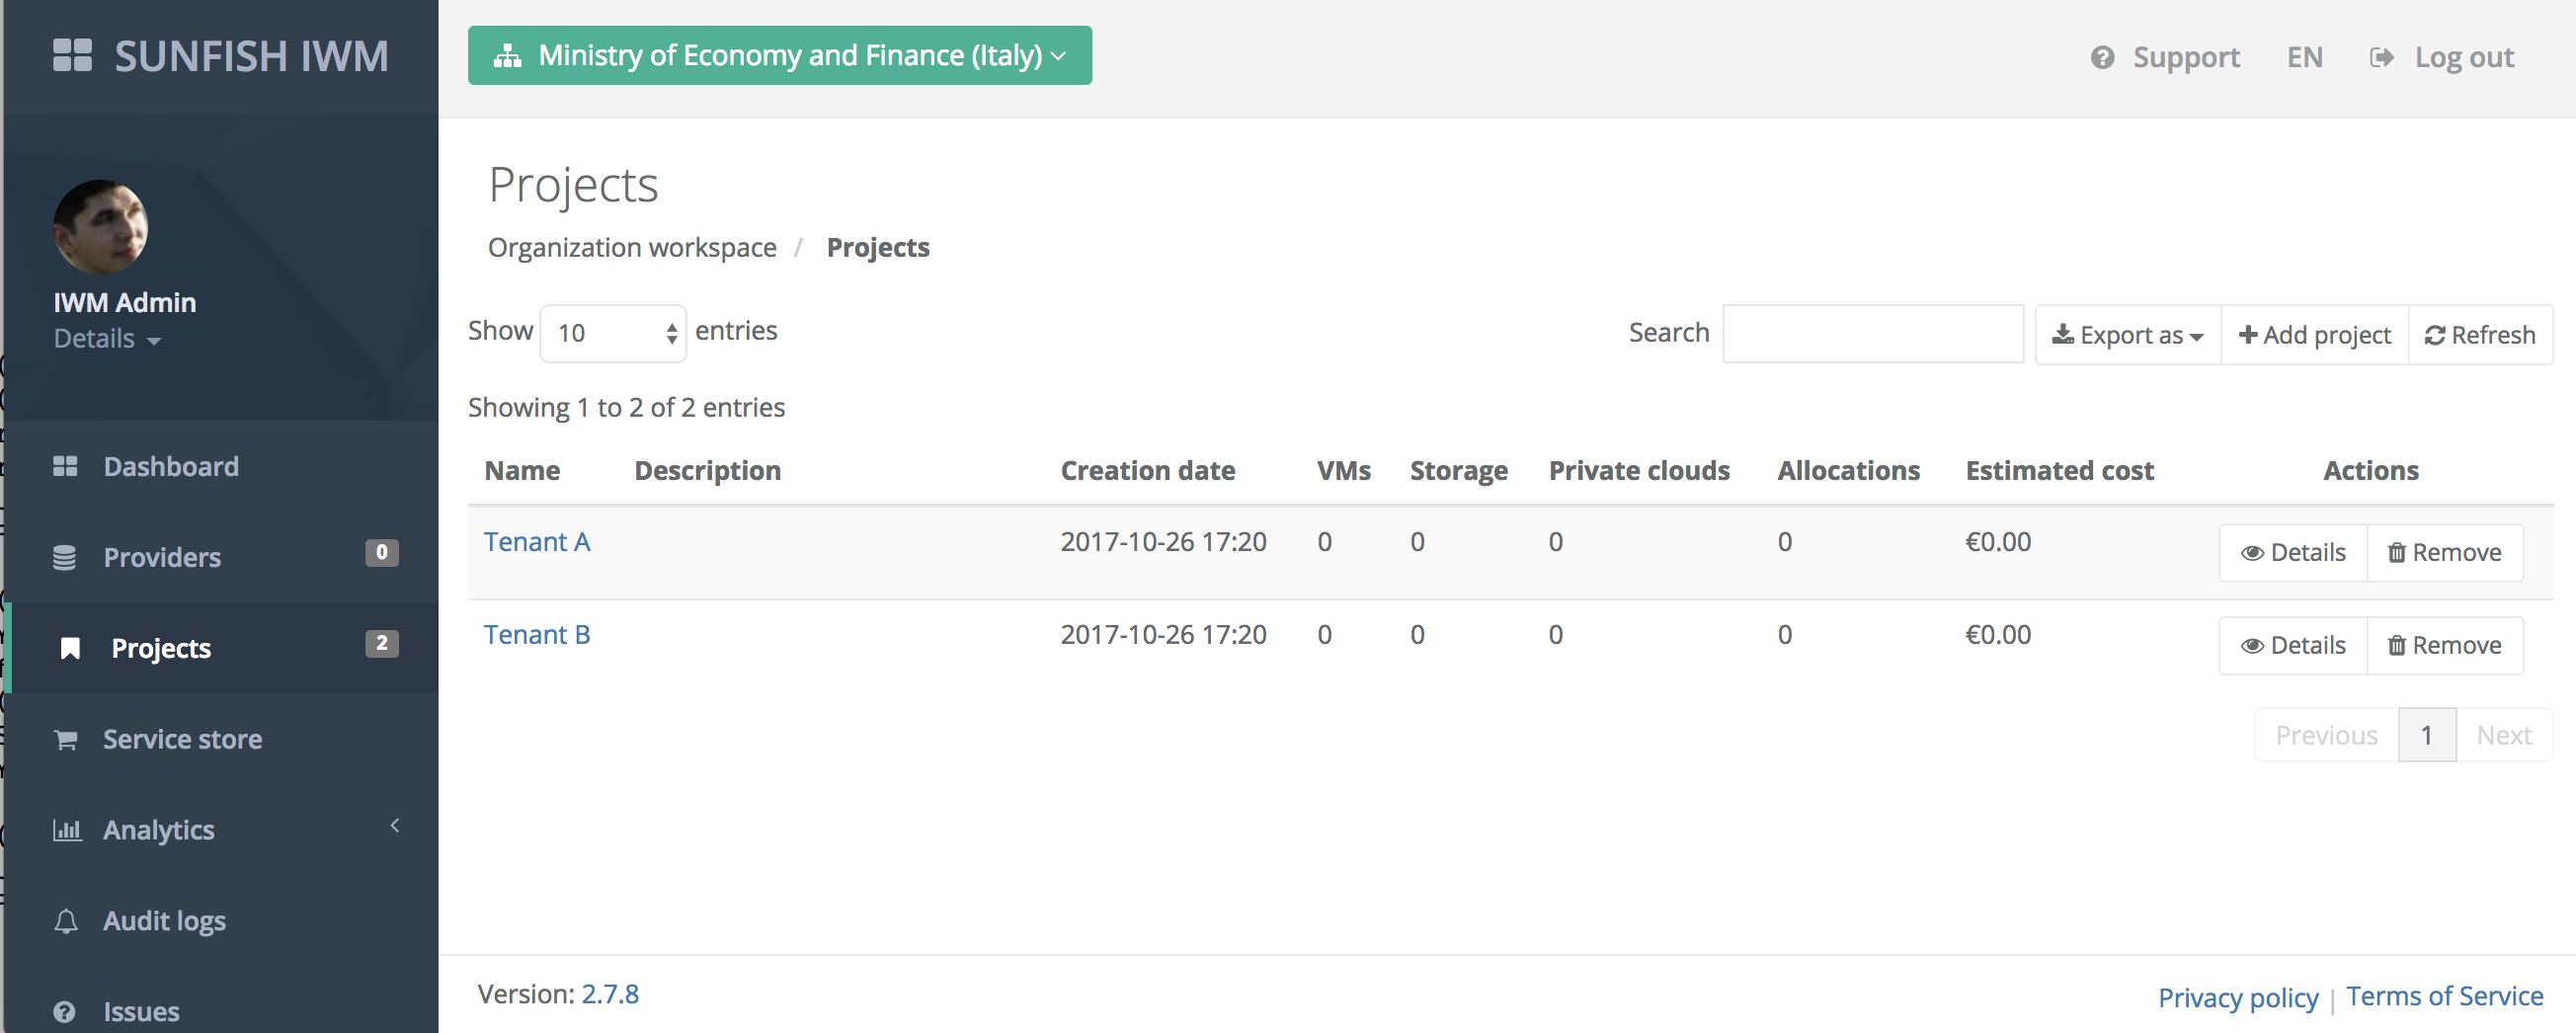 SUNFISH IWM
Ministry of Economy and Finance (Italy)
Support EN Log out
IWM Admin
Details
Dashboard
Providers 0
Projects 2
Service store
Analytics
Audit logs
Issues
Projects
Organization workspace / Projects
Show 10 entries
Search Export as Add project Refresh
Showing 1 to 2 of 2 entries
Name Description Creation date VMs Storage Private clouds Allocations Estimated cost Actions
Tenant A 2017-10-26 17:20 0 0 0 0 €0.00 Details Remove
Tenant B 2017-10-26 17:20 0 0 0 0 €0.00 Details Remove
Previous 1 Next
Version: 2.7.8
Privacy policy | Terms of Service